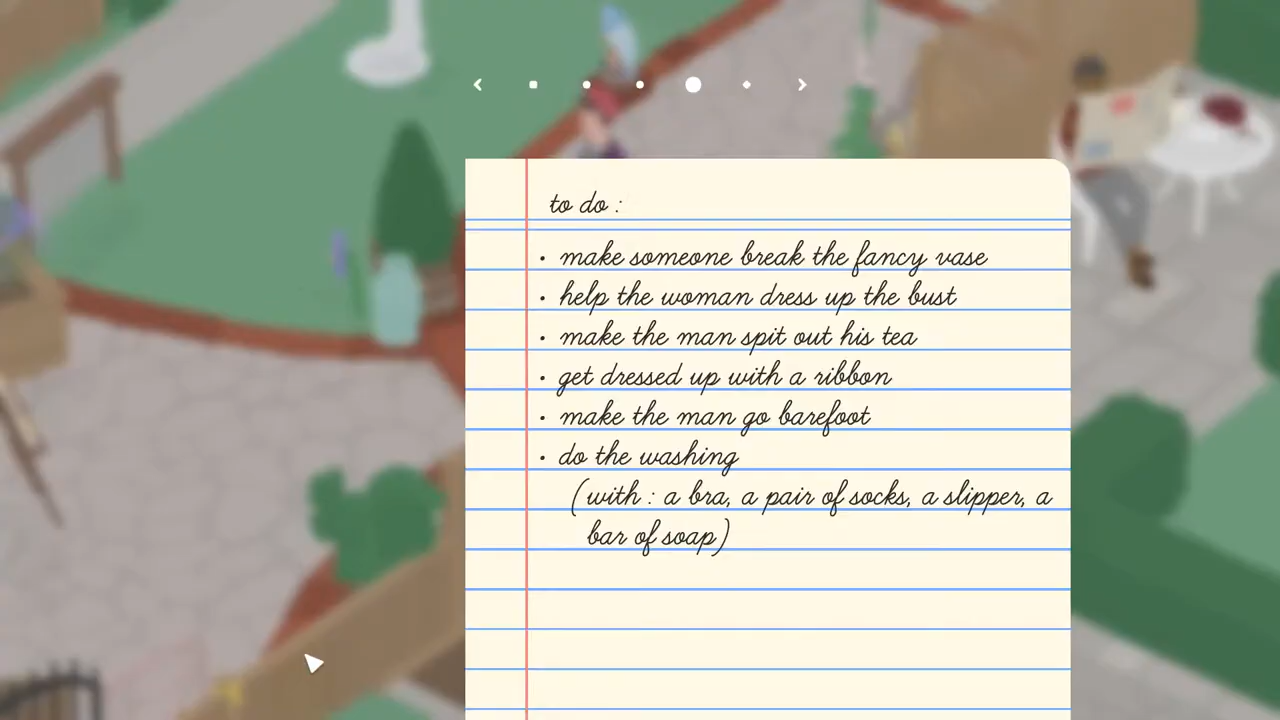 to do :
• make someone break the fancy vase
• help the woman dress up the bust
• make the man spit out his tea
• get dressed up with a ribbon
• make the man go barefoot
• do the washing
(with : a bra, a pair of socks, a slipper, a
bar of soap)